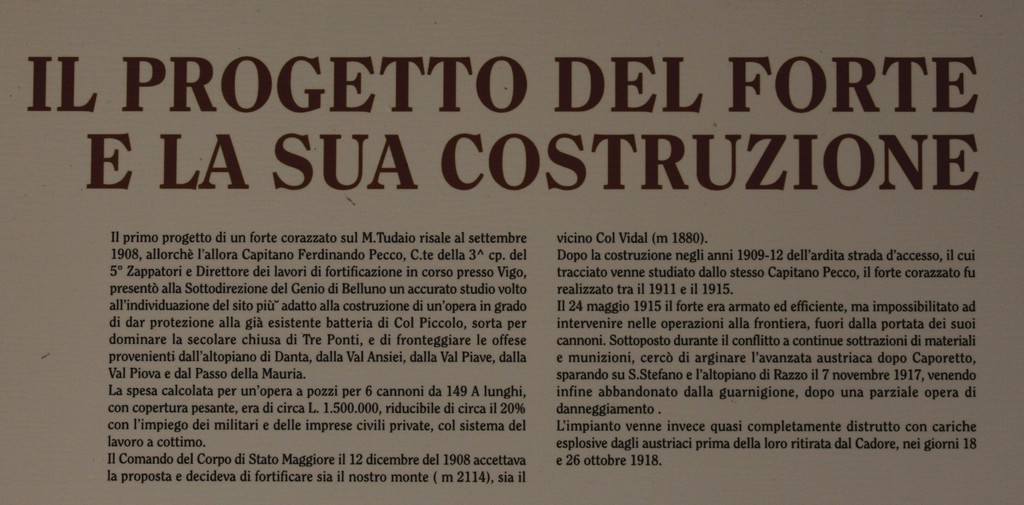 IL PROGETTO DEL FORTE
E LA SUA COSTRUZIONE
Il primo progetto di un forte corazzato sul M.Tudaio risale al settembre
1908, allorchè l'allora Capitano Ferdinando Pecco, C.te della 3^ cp. del
5° Zappatori e Direttore dei lavori di fortificazione in corso presso Vigo,
presentò alla Sottodirezione del Genio di Belluno un accurato studio volto
all'individuazione del sito più˜ adatto alla costruzione di un'opera in grado
di dar protezione alla già esistente batteria di Col Piccolo, sorta per
dominare la secolare chiusa di Tre Ponti, e di fronteggiare le offese
provenienti dall'altopiano di Danta, dalla Val Ansiei, dalla Val Piave, dalla
Val Piova e dal Passo della Mauria.
La spesa calcolata per un'opera a pozzi per 6 cannoni da 149 A lunghi,
con copertura pesante, era di circa L. 1.500.000, riducibile di circa il 20%
con l'impiego dei militari e delle imprese civili private, col sistema del
lavoro a cottimo.
Il Comando del Corpo di Stato Maggiore il 12 dicembre del 1908 accettava
la proposta e decideva di fortificare sia il nostro monte ( m 2114), sia il
vicino Col Vidal (m 1880).
Dopo la costruzione negli anni 1909-12 dell'ardita strada d'accesso, il cui
tracciato venne studiato dallo stesso Capitano Pecco, il forte corazzato fu
realizzato tra il 1911 e il 1915.
Il 24 maggio 1915 il forte era armato ed efficiente, ma impossibilitato ad
intervenire nelle operazioni alla frontiera, fuori dalla portata dei suoi
cannoni. Sottoposto durante il conflitto a continue sottrazioni di materiali
e munizioni, cercò di arginare l'avanzata austriaca dopo Caporetto,
sparando su S.Stefano e l'altopiano di Razzo il 7 novembre 1917, venendo
infine abbandonato dalla guarnigione, dopo una parziale opera di
danneggiamento .
L'impianto venne invece quasi completamente distrutto con cariche
esplosive dagli austriaci prima della loro ritirata dal Cadore, nei giorni 18
e 26 ottobre 1918.